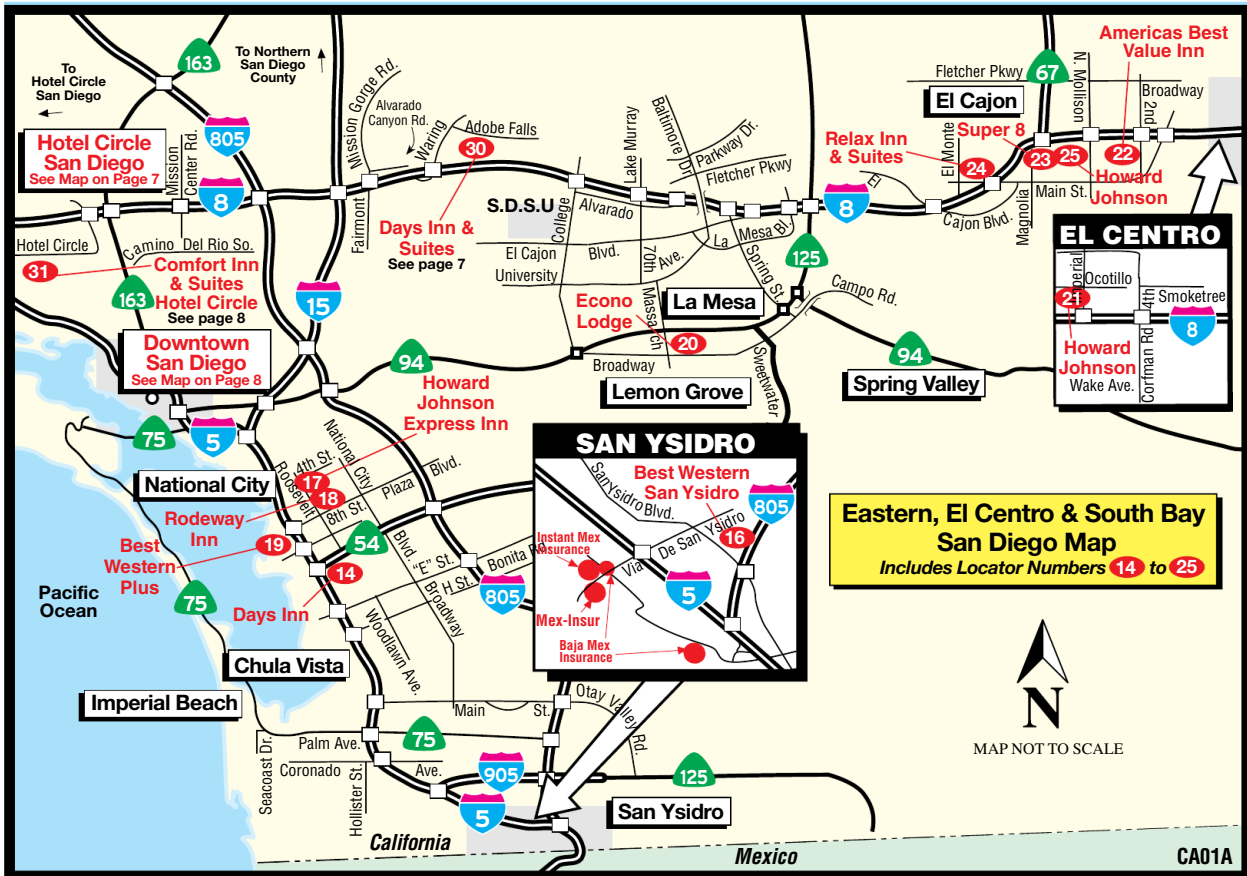 163
To
Hotel Circle
San Diego
To Northern
San Diego
County
Hotel Circle
San Diego
See Map on Page 7
805
Mission
Center Rd.
8
Mission Gorge Rd.
Alvarado
Canyon Rd.
Waring
Adobe Falls
30
Fairmont
Days Inn &
Suites
See page 7
S.D.S.U
College
Alvarado
Lake Murray
Baltimore Dr.
Parkway Dr.
Fletcher Pkwy
La Mesa Bl.
El Cajon Blvd.
University Ave.
70th
Massach
Spring St.
125
8
Relax Inn
& Suites
24
El Monte
Super 8
23
25
22
Howard
Johnson
Americas Best
Value Inn
Fletcher Pkwy
67
N. Mollison
2nd
Broadway
El Cajon
Main St.
Magnolia
Cajon Blvd.
El
Hotel Circle
31
Camino Del Rio So.
163
Comfort Inn
& Suites
Hotel Circle
See page 8
15
Downtown
San Diego
See Map on Page 8
94
Econo
Lodge
20
La Mesa
Campo Rd.
Broadway
Lemon Grove
Sweetwater
94
Spring Valley
EL CENTRO
Imperial
21
Ocotillo
4th
Smoketree
8
Howard
Johnson
Wake Ave.
Corfman Rd
75
5
Howard
Johnson
Express Inn
National City
Roosevelt
4th St.
17
18
National City
Blvd.
Plaza Blvd.
8th St.
Rodeway
Inn
Best
Western
Plus
19
54
14
Days Inn
"E" St.
H St.
Bonita Rd
Broadway
Woodlawn Ave.
805
Pacific
Ocean
75
Chula Vista
Imperial Beach
SAN YSIDRO
SanYsidro Blvd.
Best Western
San Ysidro
16
805
Via De San Ysidro
5
Instant Mex
Insurance
Mex-Insur
Baja Mex
Insurance
Eastern, El Centro & South Bay
San Diego Map
Includes Locator Numbers 14 to 25
N
MAP NOT TO SCALE
Main St.
Otay Valley Rd.
Palm Ave.
75
Seacoast Dr.
Coronado Ave.
Hollister St.
905
125
5
San Ysidro
California
Mexico
CA01A